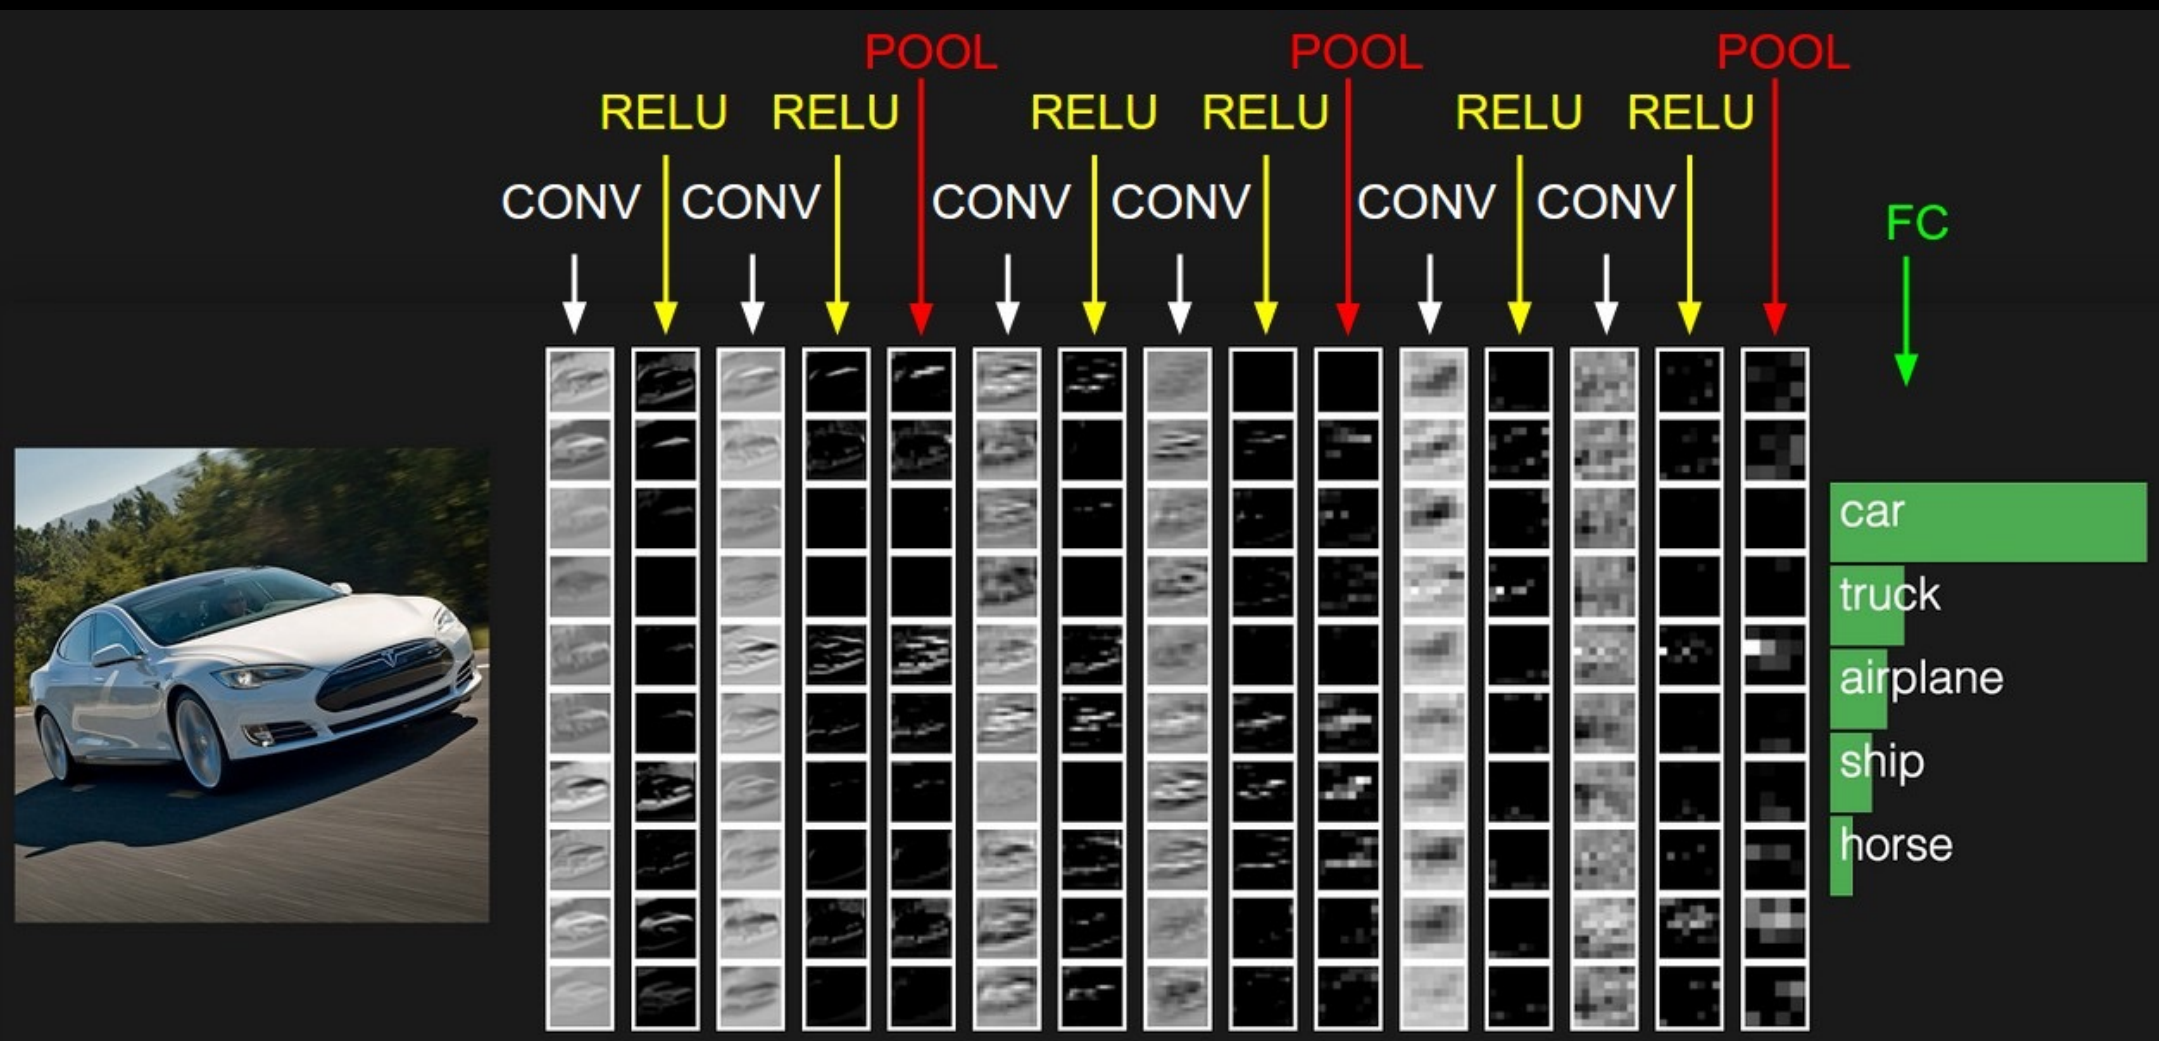 POOL POOL POOL
RELU RELU RELU RELU RELU RELU
CONV CONV CONV CONV CONV CONV
FC
car
truck
airplane
ship
horse